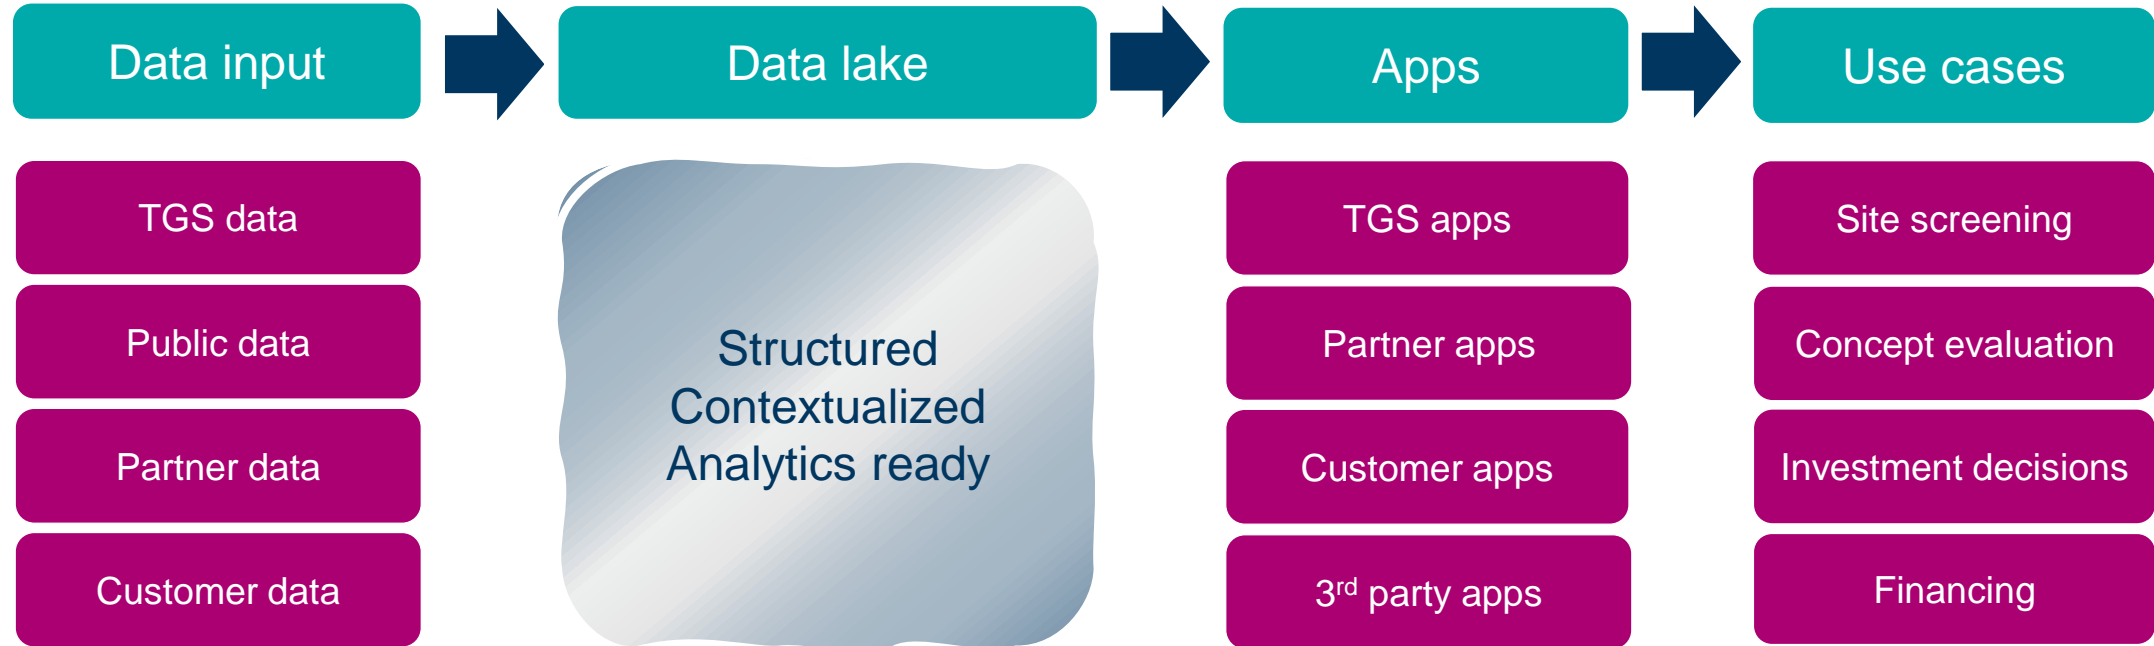 Data input
Data lake
Apps
Use cases
TGS data
Public data
Partner data
Customer data
Structured
Contextualized
Analytics ready
TGS apps
Partner apps
Customer apps
3rd party apps
Site screening
Concept evaluation
Investment decisions
Financing